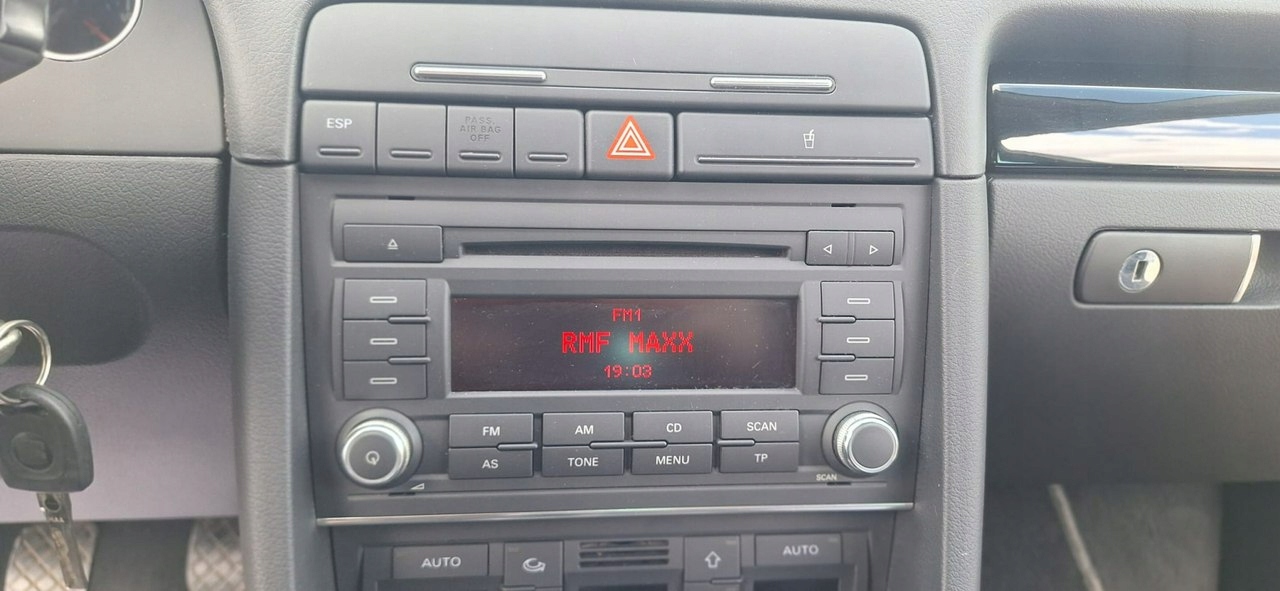 ESP
PASS.
AIR BAG
OFF
FM1
RMF MAXX
19:03
FM
AM
CD
SCAN
AS
TONE
MENU
TP
SCAN
AUTO
AUTO